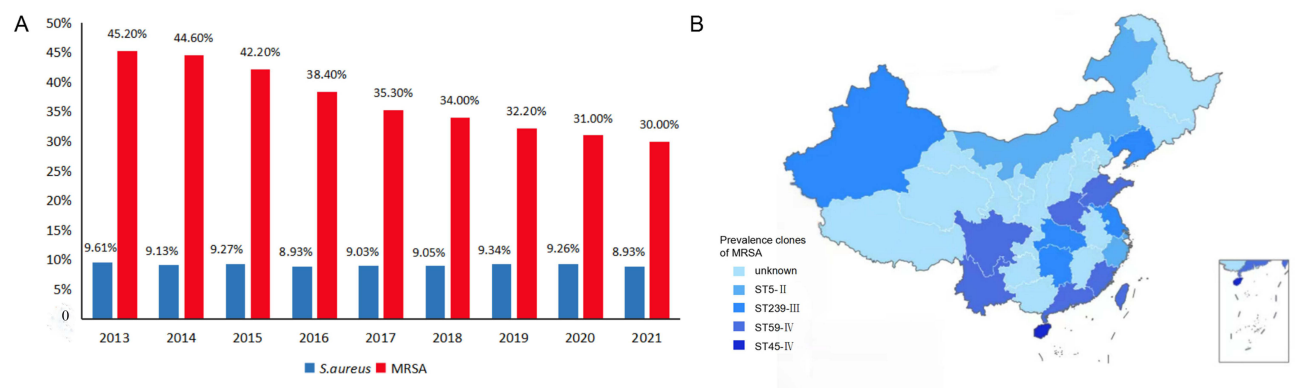 A
50%
45%
40%
35%
30%
25%
20%
15%
10%
5%
0
45.20%
44.60%
42.20%
38.40%
35.30%
34.00%
32.20%
31.00%
30.00%
9.61%
9.13%
9.27%
8.93%
9.03%
9.05%
9.34%
9.26%
8.93%
2013 2014 2015 2016 2017 2018 2019 2020 2021
S.aureus MRSA
B
Prevalence clones
of MRSA
unknown
ST5-Ⅱ
ST239-Ⅲ
ST59-Ⅳ
ST45-Ⅳ